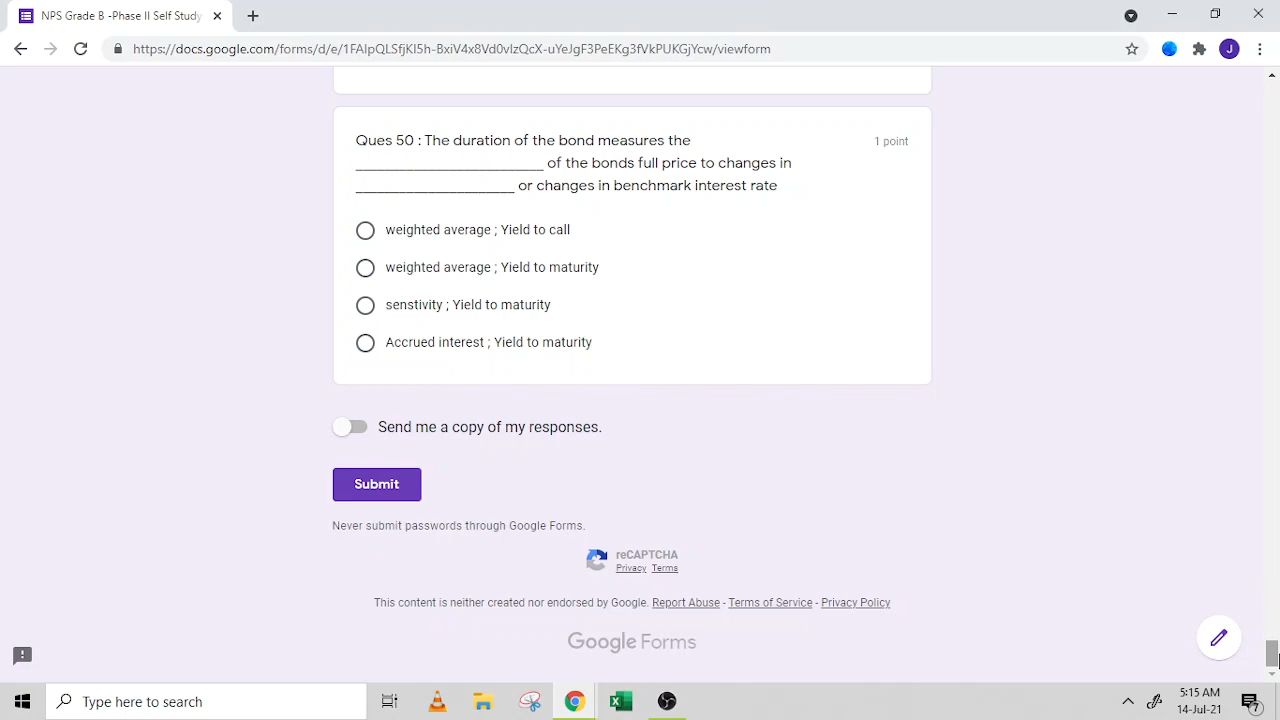 NPS Grade B -Phase II Self Study
https://docs.google.com/forms/d/e/1FAIpQLSfjKI5h-BxiV4x8Vd0vIzQcX-uYeJgF3PeEKg3fVkPUKGjYcw/viewform
J
Ques 50 : The duration of the bond measures the 1 point
__________________________ of the bonds full price to changes in
______________________ or changes in benchmark interest rate
weighted average ; Yield to call
weighted average ; Yield to maturity
senstivity ; Yield to maturity
Accrued interest ; Yield to maturity
Send me a copy of my responses.
Submit
Never submit passwords through Google Forms.
reCAPTCHA
Privacy Terms
This content is neither created nor endorsed by Google. Report Abuse - Terms of Service - Privacy Policy
Google Forms
Type here to search
5:15 AM
14-Jul-21
7